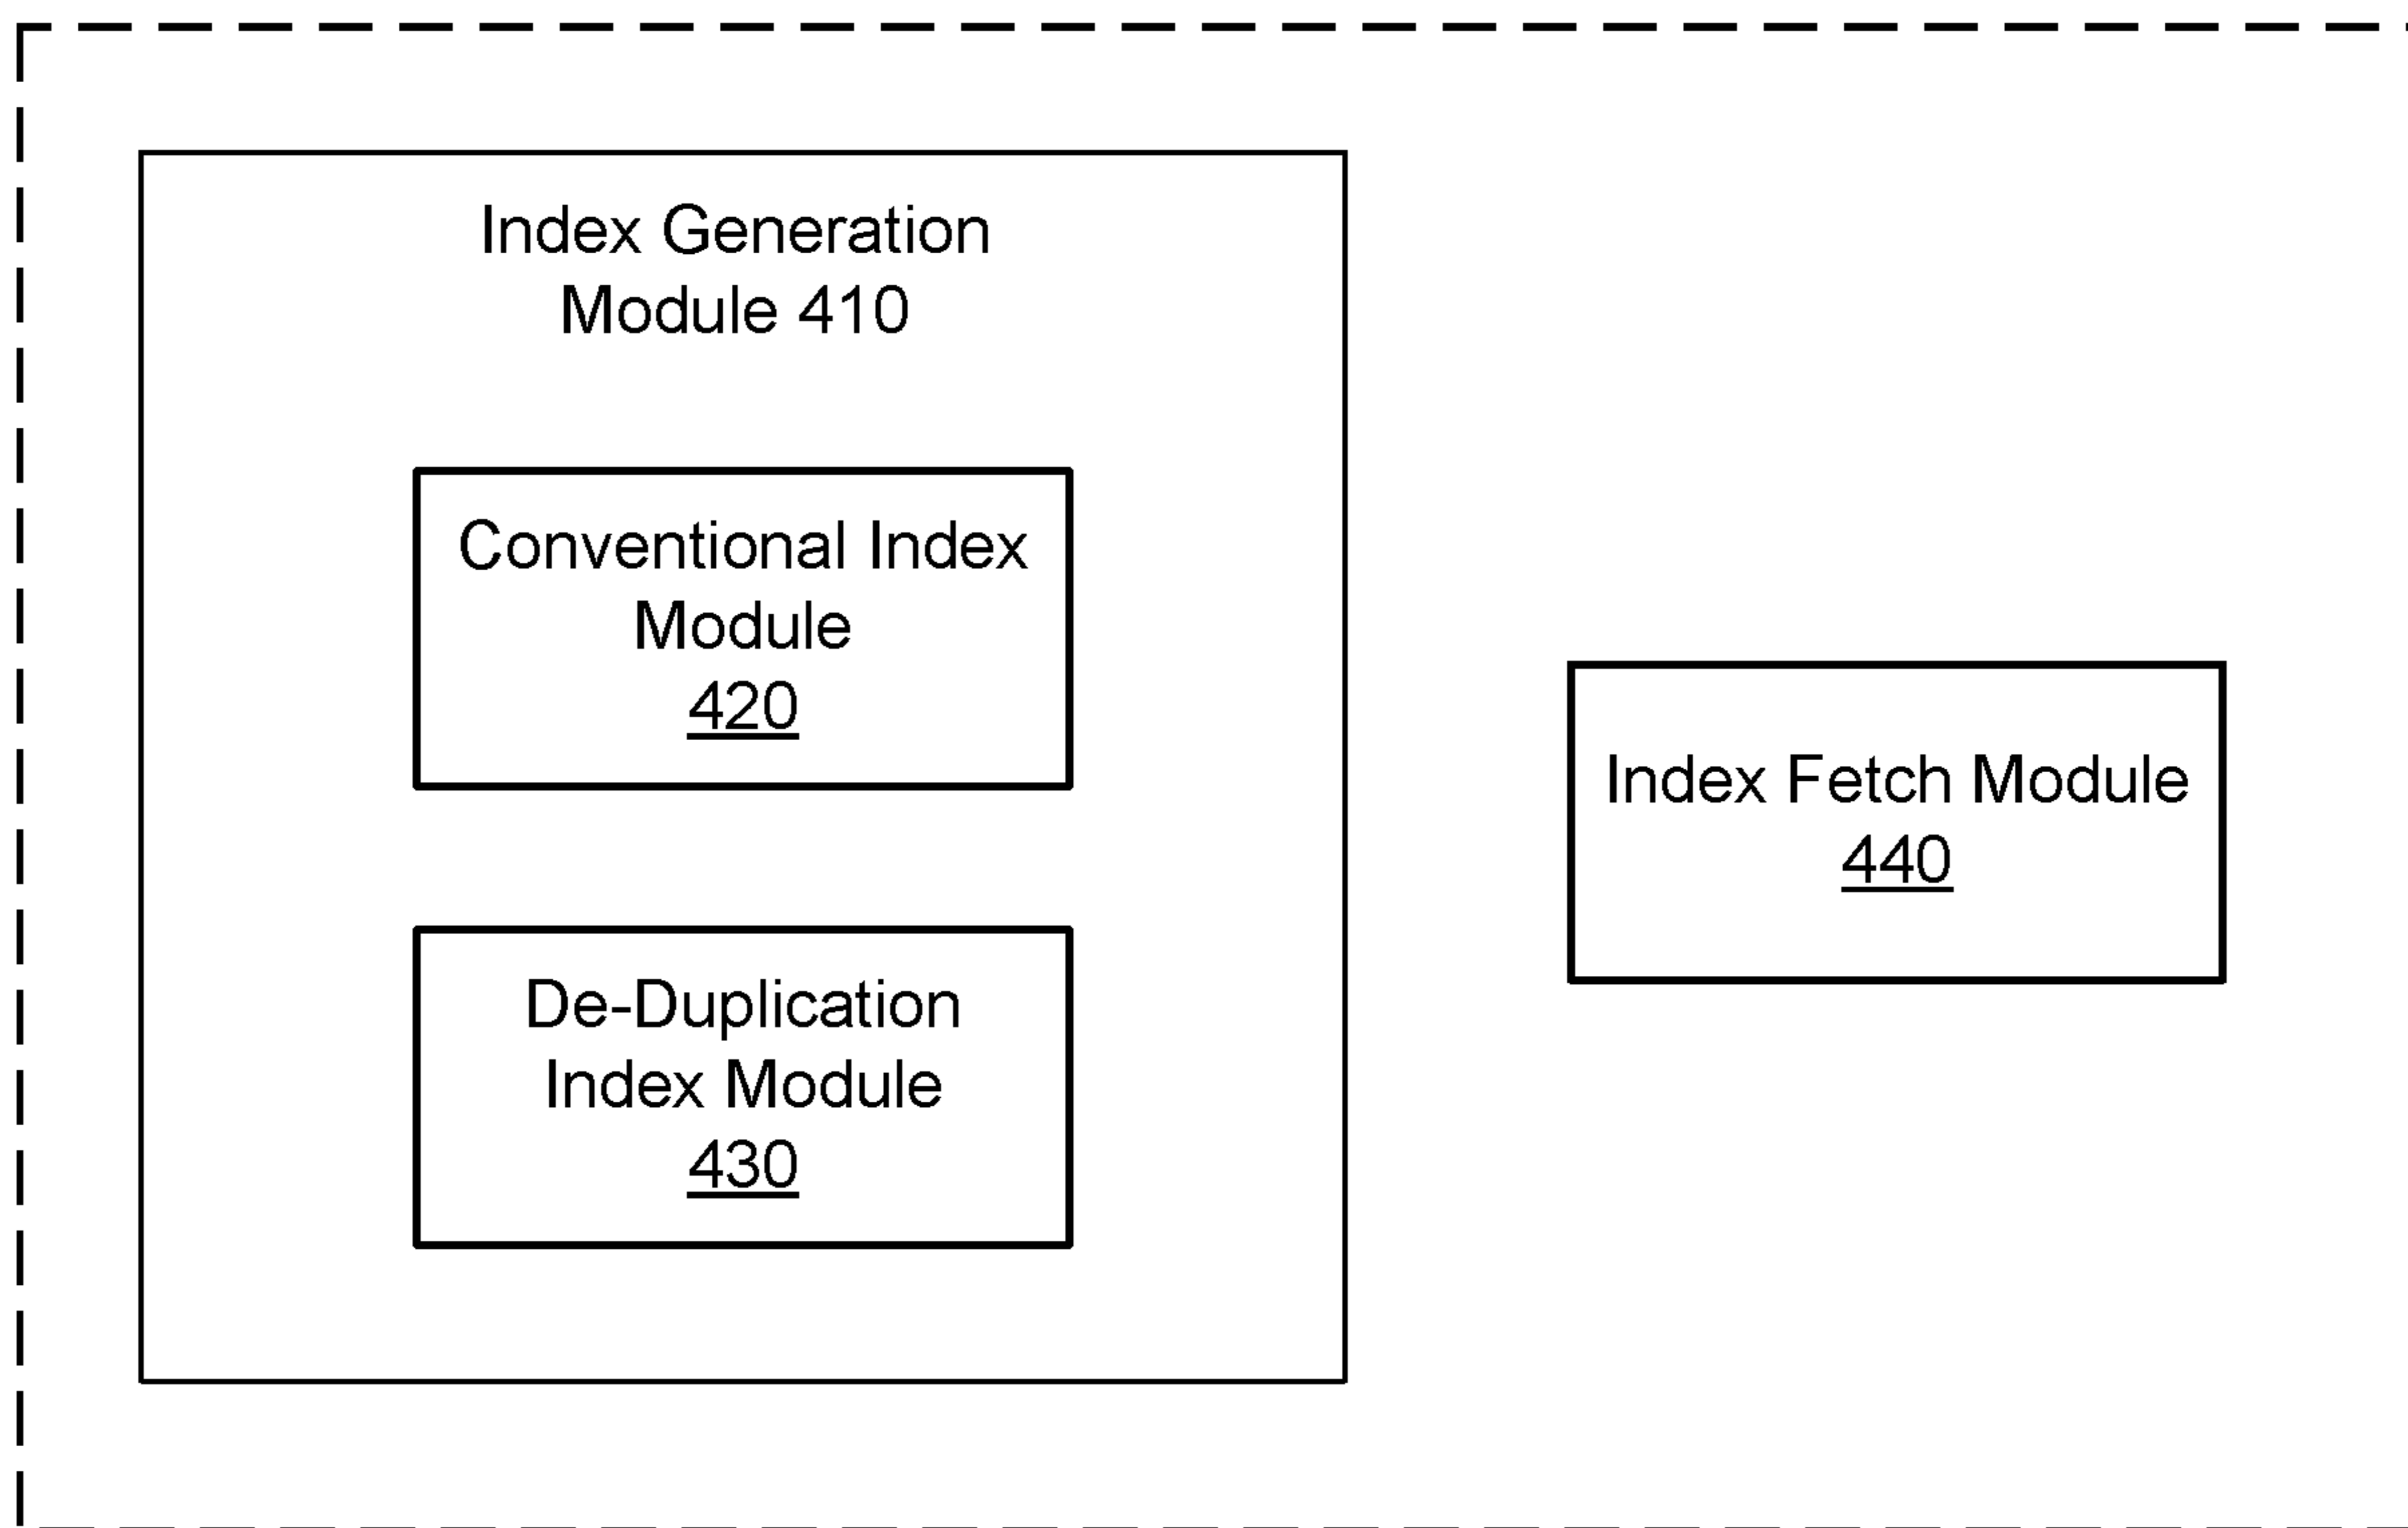 Index Generation
Module 410
Conventional Index
Module
420
De-Duplication
Index Module
430
Index Fetch Module
440